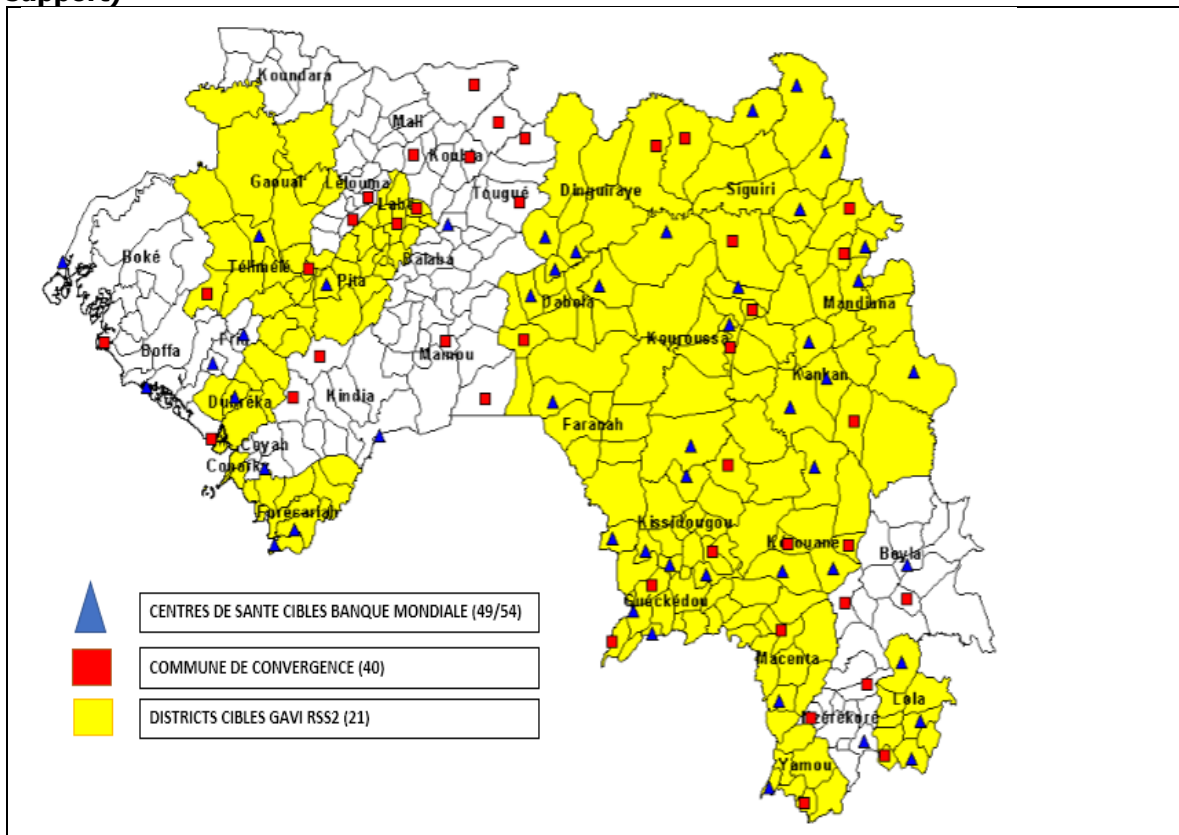 support)
Koundara
Mali
Koubia
Gaoual
Lélouma
Tougué
Labé
Dinguiraye
Siguiri
Boké
Télimélé
Pita
Dalaba
Dabola
Mandiana
Fria
Boffa
Mamou
Kouroussa
Kankan
Dubréka
Kindia
Faranah
Coyah
Conakry
Forécariah
Kissidougou
Kérouané
Beyla
Guéckédou
Macenta
Lola
Nzérékoré
Yamou
CENTRES DE SANTE CIBLES BANQUE MONDIALE (49/54)
COMMUNE DE CONVERGENCE (40)
DISTRICTS CIBLES GAVI RSS2 (21)